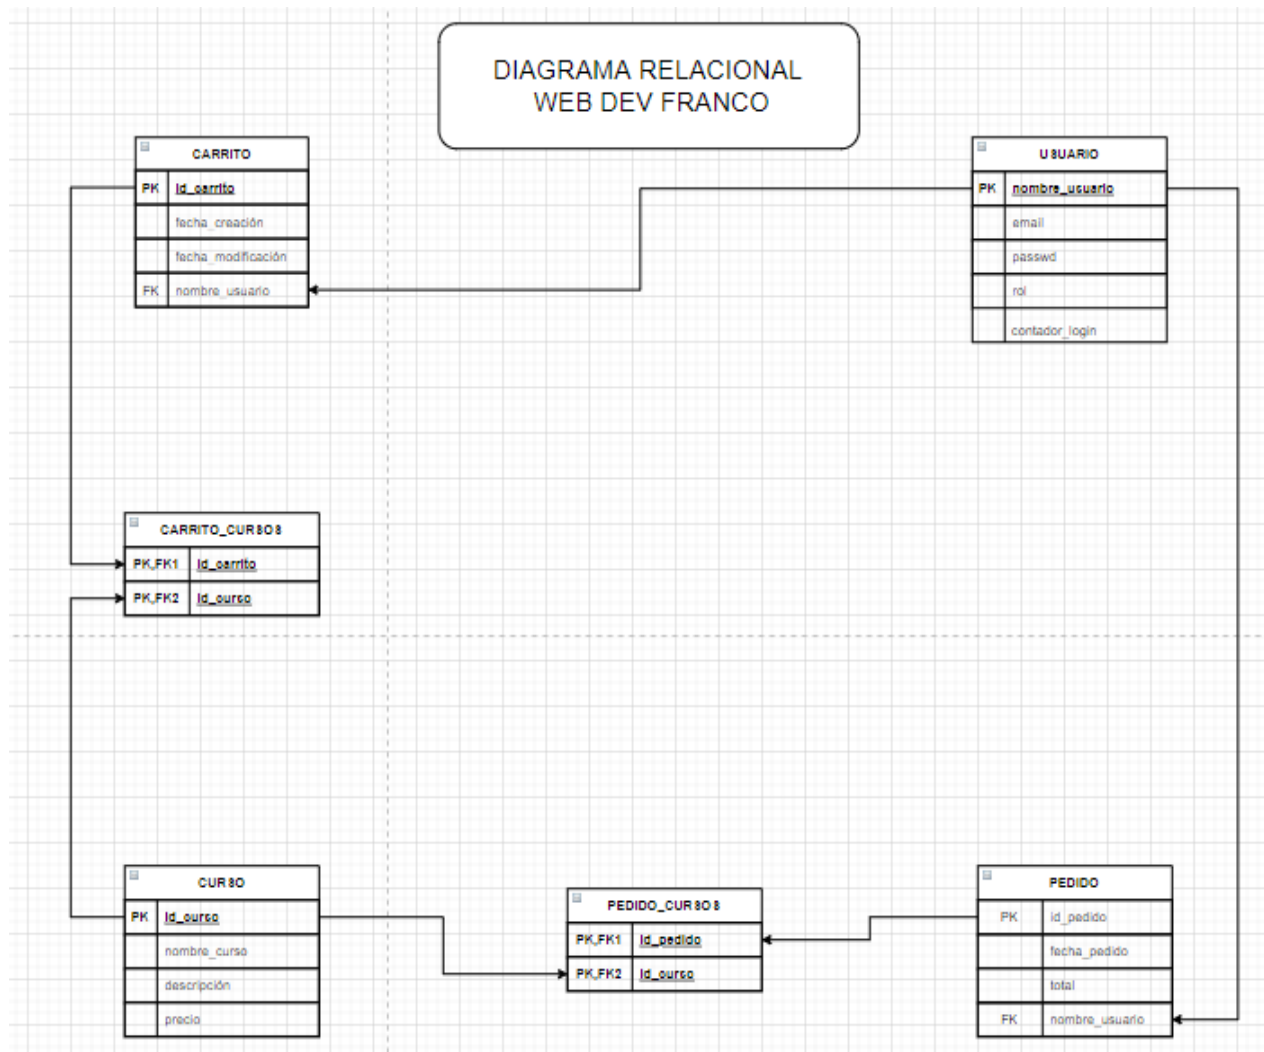 DIAGRAMA RELACIONAL
WEB DEV FRANCO
CARRITO
PK id_carrito
fecha_creación
fecha_modificación
FK nombre_usuario
USUARIO
PK nombre_usuario
email
passwd
rol
contador_login
CARRITO_CURSOS
PK,FK1 id_carrito
PK,FK2 id_curso
CURSO
PK id_curso
nombre_curso
descripción
precio
PEDIDO_CURSOS
PK,FK1 id_pedido
PK,FK2 id_curso
PEDIDO
PK id_pedido
fecha_pedido
total
FK nombre_usuario